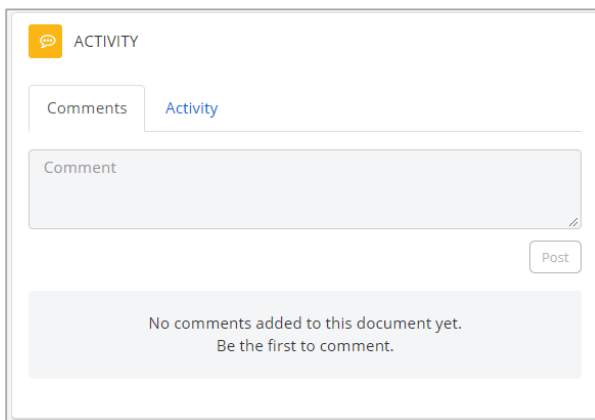 ACTIVITY
Comments
Activity
Comment
Post
No comments added to this document yet.
Be the first to comment.